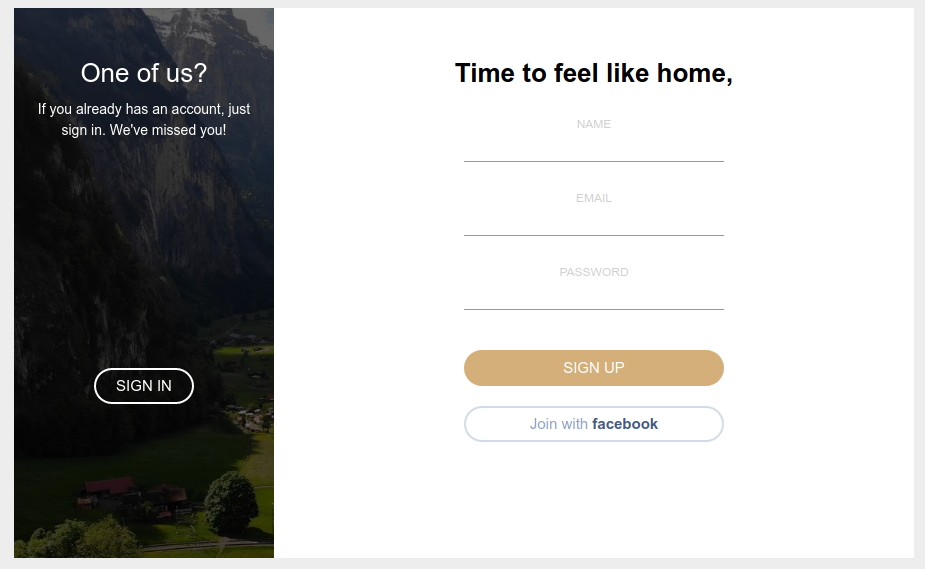 One of us?
If you already has an account, just
sign in. We've missed you!
SIGN IN
Time to feel like home,
NAME
EMAIL
PASSWORD
SIGN UP
Join with facebook